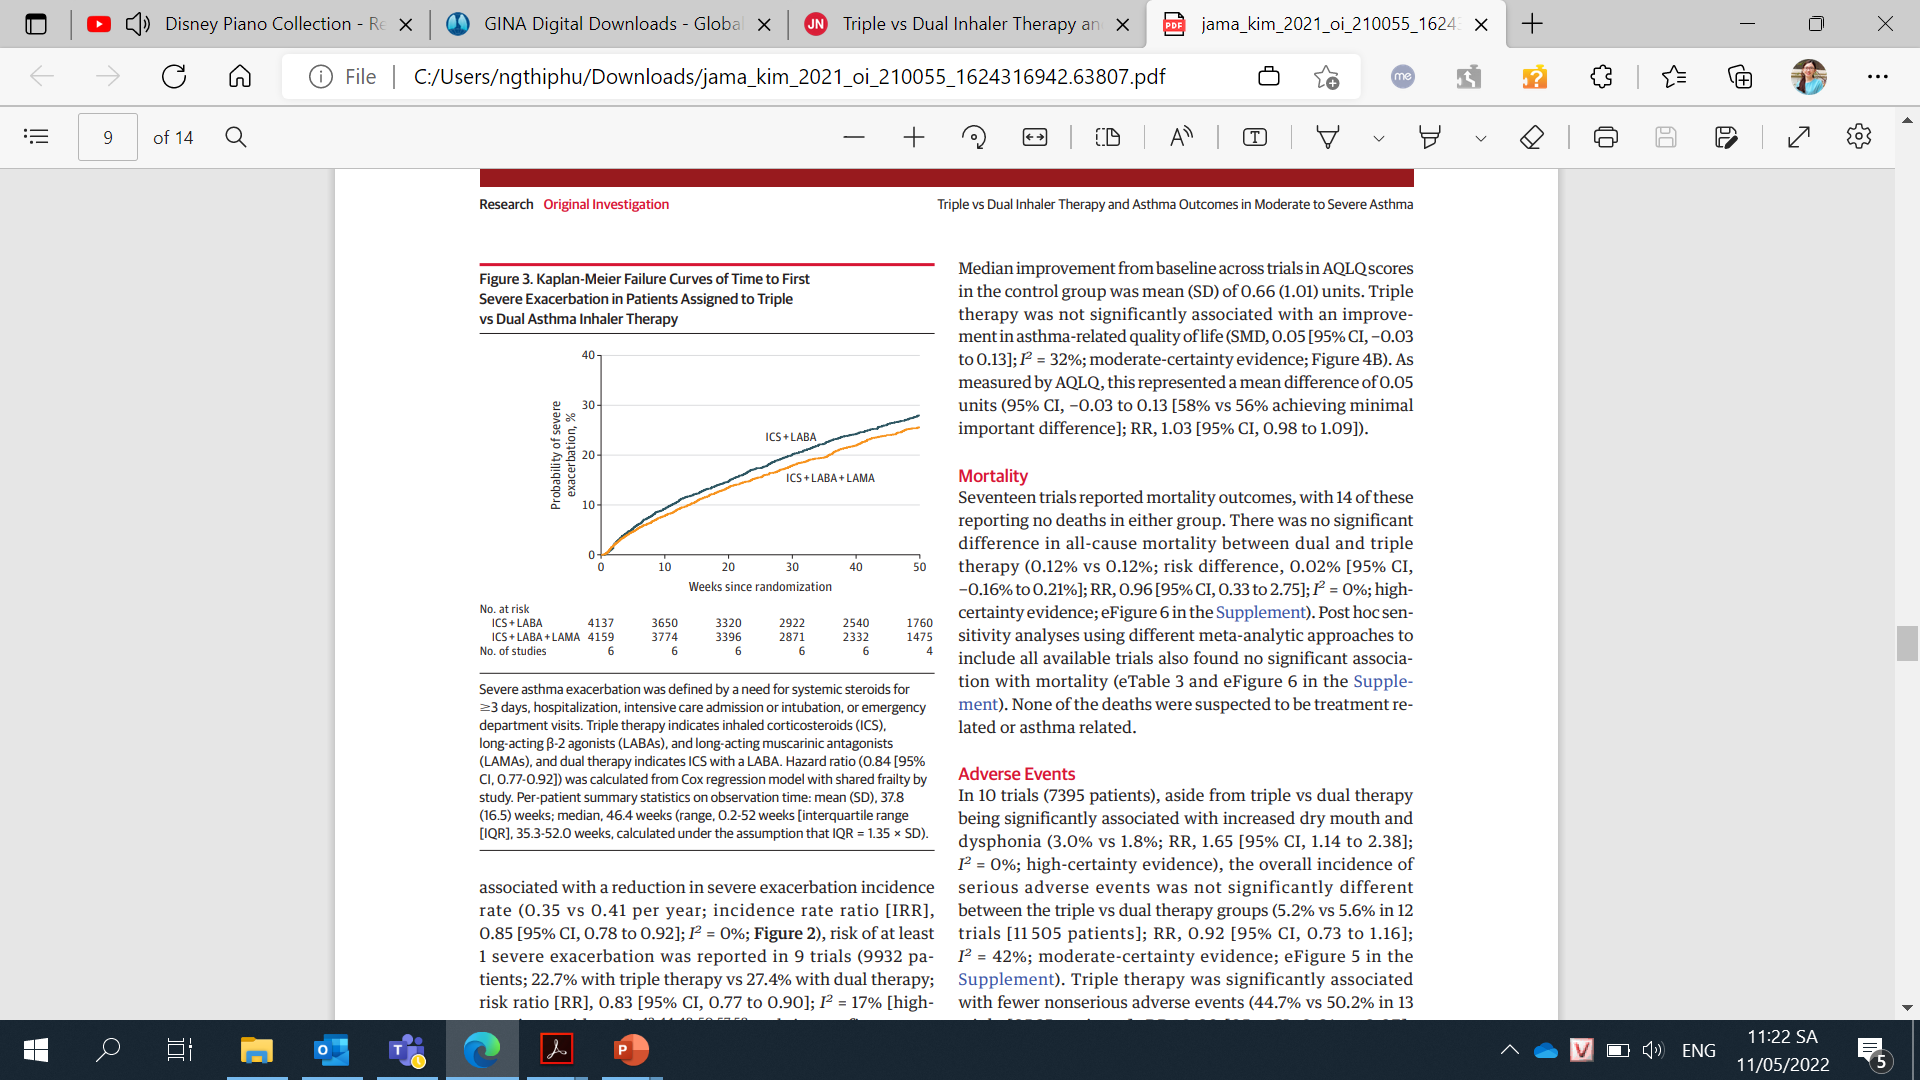 Disney Piano Collection - Re
GINA Digital Downloads - Global
JN
Triple vs Dual Inhaler Therapy an
PDF
jama_kim_2021_oi_210055_1624
File
C:/Users/ngthiphu/Downloads/jama_kim_2021_oi_210055_1624316942.63807.pdf
me
9
of 14
Research Original Investigation
Triple vs Dual Inhaler Therapy and Asthma Outcomes in Moderate to Severe Asthma
Figure 3. Kaplan-Meier Failure Curves of Time to First
Severe Exacerbation in Patients Assigned to Triple
vs Dual Asthma Inhaler Therapy
Probability of severe
exacerbation, %
40
30
20
10
0
ICS + LABA
ICS + LABA + LAMA
0 10 20 30 40 50
Weeks since randomization
No. at risk
ICS + LABA 4137 3650 3320 2922 2540 1760
ICS + LABA + LAMA 4159 3774 3396 2871 2332 1475
No. of studies 6 6 6 6 6 4
Severe asthma exacerbation was defined by a need for systemic steroids for
≥3 days, hospitalization, intensive care admission or intubation, or emergency
department visits. Triple therapy indicates inhaled corticosteroids (ICS),
long-acting β-2 agonists (LABAs), and long-acting muscarinic antagonists
(LAMAs), and dual therapy indicates ICS with a LABA. Hazard ratio (0.84 [95%
CI, 0.77-0.92]) was calculated from Cox regression model with shared frailty by
study. Per-patient summary statistics on observation time: mean (SD), 37.8
(16.5) weeks; median, 46.4 weeks (range, 0.2-52 weeks [interquartile range
[IQR], 35.3-52.0 weeks, calculated under the assumption that IQR = 1.35 × SD).
associated with a reduction in severe exacerbation incidence
rate (0.35 vs 0.41 per year; incidence rate ratio [IRR],
0.85 [95% CI, 0.78 to 0.92]; I² = 0%; Figure 2), risk of at least
1 severe exacerbation was reported in 9 trials (9932 pa-
tients; 22.7% with triple therapy vs 27.4% with dual therapy;
risk ratio [RR], 0.83 [95% CI, 0.77 to 0.90]; I² = 17% [high-
Median improvement from baseline across trials in AQLQ scores
in the control group was mean (SD) of 0.66 (1.01) units. Triple
therapy was not significantly associated with an improve-
ment in asthma-related quality of life (SMD, 0.05 [95% CI, −0.03
to 0.13]; I² = 32%; moderate-certainty evidence; Figure 4B). As
measured by AQLQ, this represented a mean difference of 0.05
units (95% CI, −0.03 to 0.13 [58% vs 56% achieving minimal
important difference]; RR, 1.03 [95% CI, 0.98 to 1.09]).
Mortality
Seventeen trials reported mortality outcomes, with 14 of these
reporting no deaths in either group. There was no significant
difference in all-cause mortality between dual and triple
therapy (0.12% vs 0.12%; risk difference, 0.02% [95% CI,
−0.16% to 0.21%]; RR, 0.96 [95% CI, 0.33 to 2.75]; I² = 0%; high-
certainty evidence; eFigure 6 in the Supplement). Post hoc sen-
sitivity analyses using different meta-analytic approaches to
include all available trials also found no significant associa-
tion with mortality (eTable 3 and eFigure 6 in the Supple-
ment). None of the deaths were suspected to be treatment re-
lated or asthma related.
Adverse Events
In 10 trials (7395 patients), aside from triple vs dual therapy
being significantly associated with increased dry mouth and
dysphonia (3.0% vs 1.8%; RR, 1.65 [95% CI, 1.14 to 2.38];
I² = 0%; high-certainty evidence), the overall incidence of
serious adverse events was not significantly different
between the triple vs dual therapy groups (5.2% vs 5.6% in 12
trials [11 505 patients]; RR, 0.92 [95% CI, 0.73 to 1.16];
I² = 42%; moderate-certainty evidence; eFigure 5 in the
Supplement). Triple therapy was significantly associated
with fewer nonserious adverse events (44.7% vs 50.2% in 13
ENG
11:22 SA
11/05/2022
5